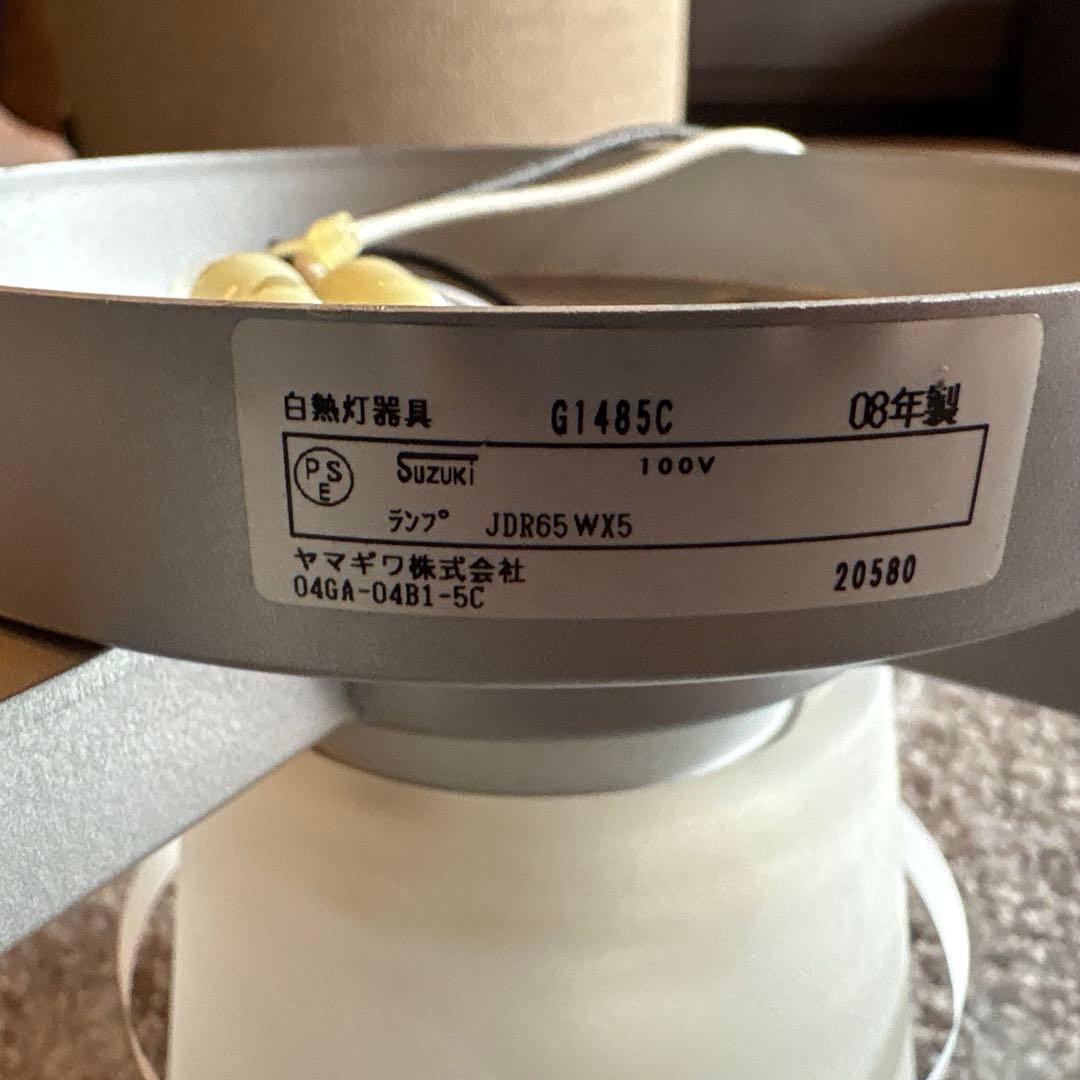 白熱灯器具 G1485C 08年製
PSE SUZUKI 100V
ﾗﾝﾌﾟ JDR65WX5
ヤマギワ株式会社
04GA-04B1-5C 20580